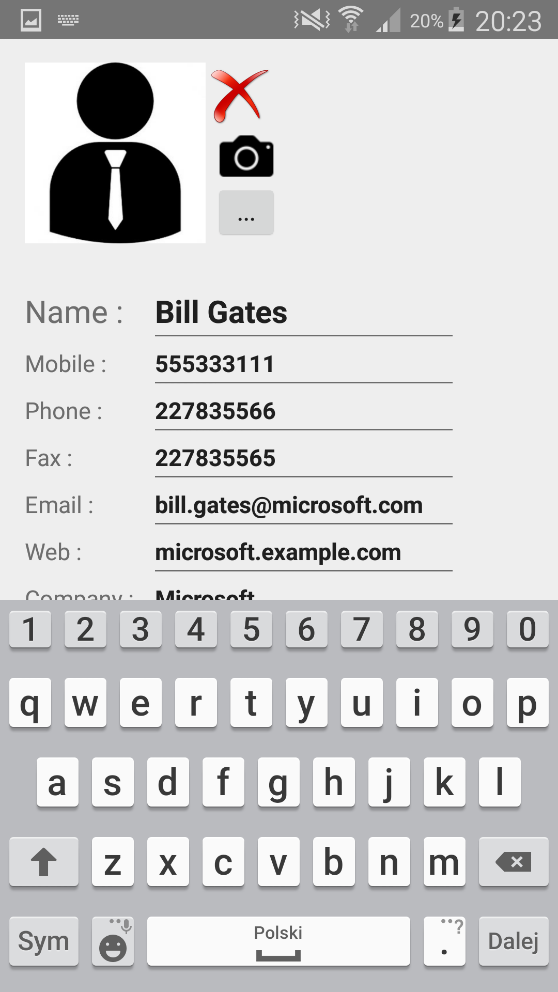 20% 20:23
...
Name : Bill Gates
Mobile : 555333111
Phone : 227835566
Fax : 227835565
Email : bill.gates@microsoft.com
Web : microsoft.example.com
Company : Microsoft
1 2 3 4 5 6 7 8 9 0
q w e r t y u i o p
a s d f g h j k l
z x c v b n m
Sym Polski . ...? Dalej